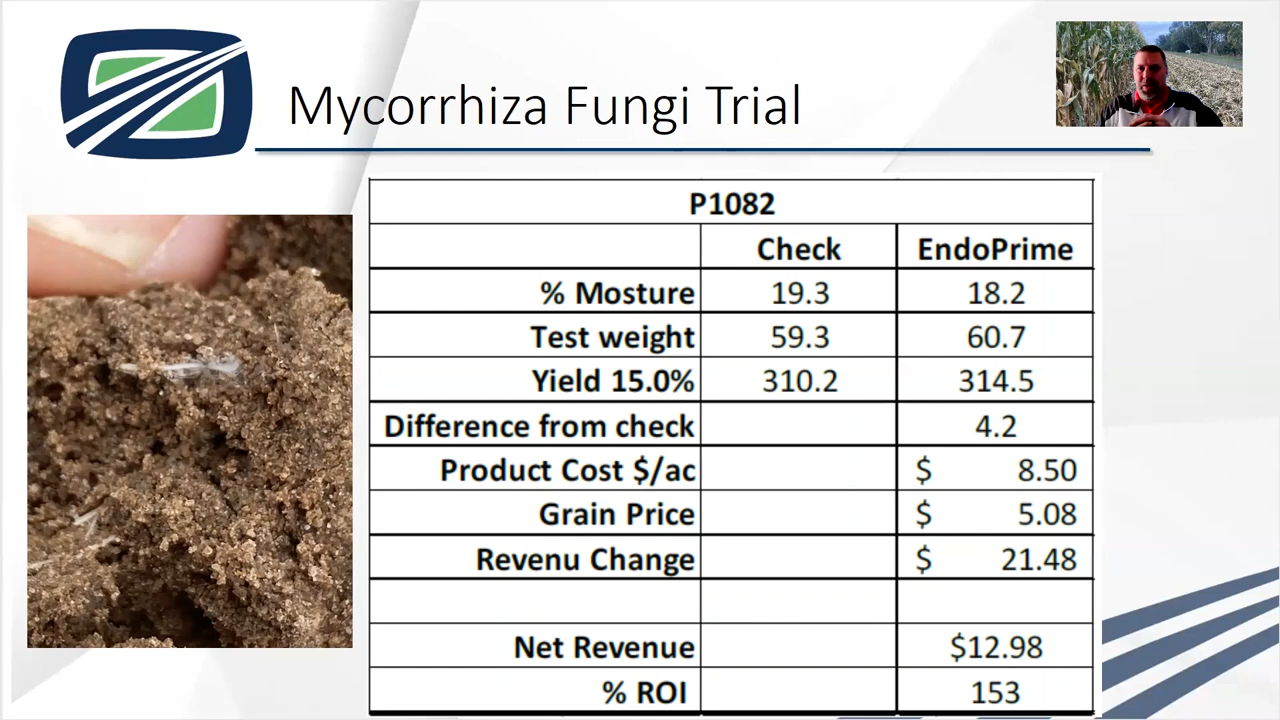 Mycorrhiza Fungi Trial
P1082
Check EndoPrime
% Mosture 19.3 18.2
Test weight 59.3 60.7
Yield 15.0% 310.2 314.5
Difference from check 4.2
Product Cost $/ac $ 8.50
Grain Price $ 5.08
Revenu Change $ 21.48
Net Revenue $12.98
% ROI 153